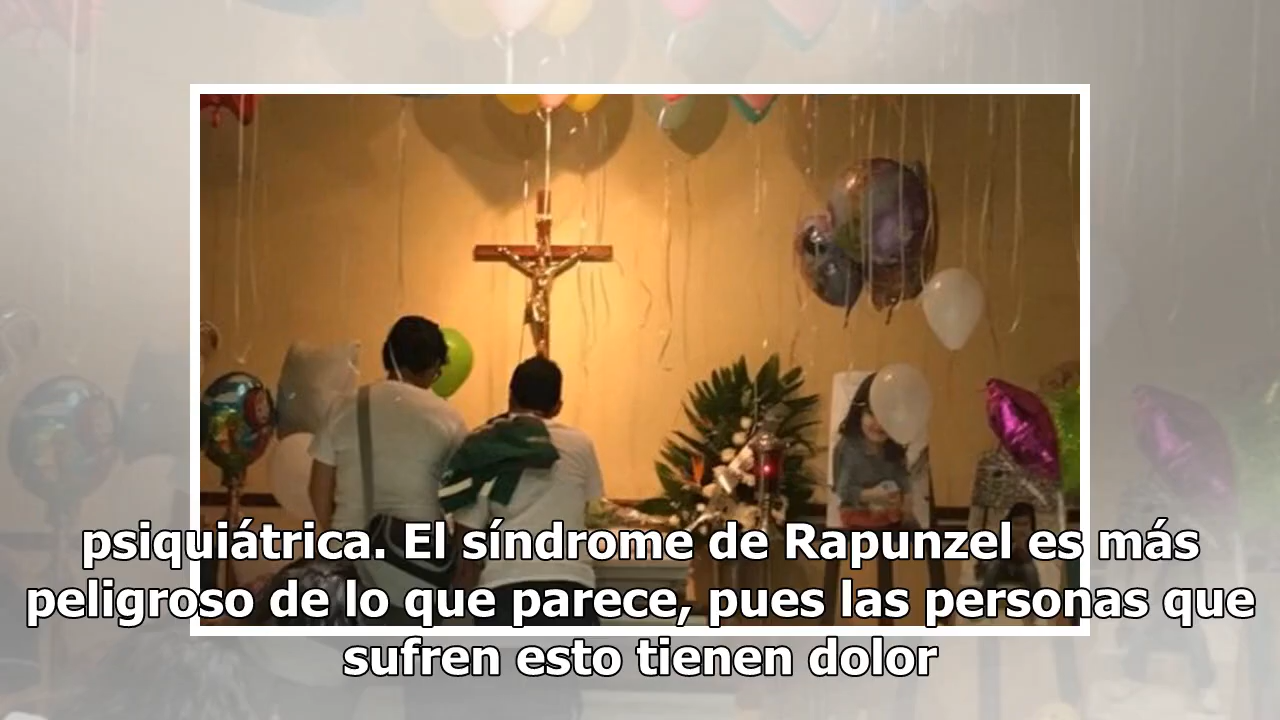 psiquiátrica. El síndrome de Rapunzel es más
peligroso de lo que parece, pues las personas que
sufren esto tienen dolor